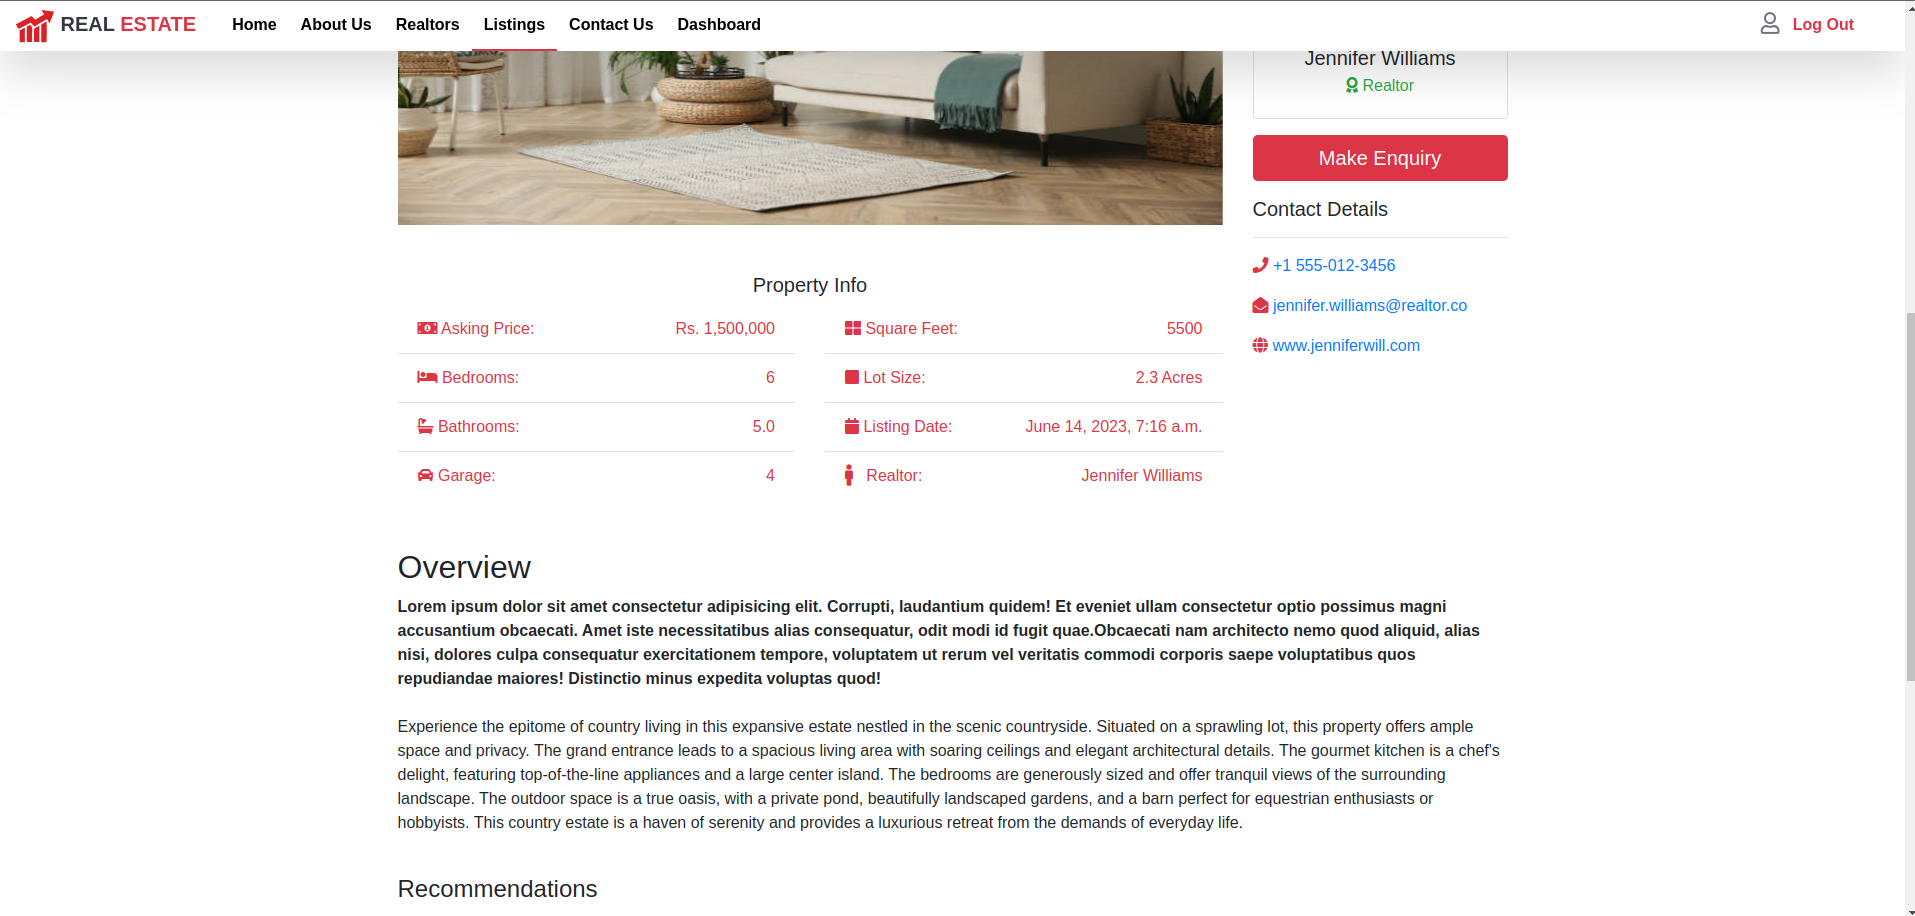 REAL ESTATE
Home About Us Realtors Listings Contact Us Dashboard
Log Out
Jennifer Williams
Realtor
Make Enquiry
Contact Details
+1 555-012-3456
jennifer.williams@realtor.co
www.jenniferwill.com
Property Info
Asking Price: Rs. 1,500,000
Square Feet: 5500
Bedrooms: 6
Lot Size: 2.3 Acres
Bathrooms: 5.0
Listing Date: June 14, 2023, 7:16 a.m.
Garage: 4
Realtor: Jennifer Williams
Overview
Lorem ipsum dolor sit amet consectetur adipisicing elit. Corrupti, laudantium quidem! Et eveniet ullam consectetur optio possimus magni
accusantium obcaecati. Amet iste necessitatibus alias consequatur, odit modi id fugit quae.Obcaecati nam architecto nemo quod aliquid, alias
nisi, dolores culpa consequatur exercitationem tempore, voluptatem ut rerum vel veritatis commodi corporis saepe voluptatibus quos
repudiandae maiores! Distinctio minus expedita voluptas quod!
Experience the epitome of country living in this expansive estate nestled in the scenic countryside. Situated on a sprawling lot, this property offers ample
space and privacy. The grand entrance leads to a spacious living area with soaring ceilings and elegant architectural details. The gourmet kitchen is a chef's
delight, featuring top-of-the-line appliances and a large center island. The bedrooms are generously sized and offer tranquil views of the surrounding
landscape. The outdoor space is a true oasis, with a private pond, beautifully landscaped gardens, and a barn perfect for equestrian enthusiasts or
hobbyists. This country estate is a haven of serenity and provides a luxurious retreat from the demands of everyday life.
Recommendations